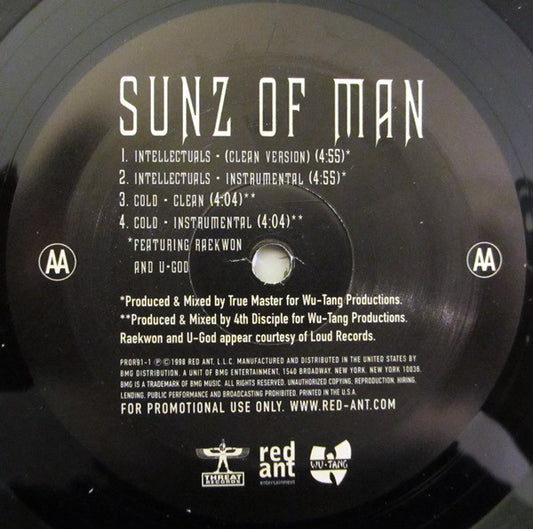 SUNZ OF MAN
1. INTELLECTUALS - (CLEAN VERSION) (4:55)*
2. INTELLECTUALS - INSTRUMENTAL (4:55)*
3. COLD - CLEAN (4:04)**
4. COLD - INSTRUMENTAL (4:04)**
*FEATURING RAEKWON
AND U-GOD
AA
AA
*Produced & Mixed by True Master for Wu-Tang Productions.
**Produced & Mixed by 4th Disciple for Wu-Tang Productions.
Raekwon and U-God appear courtesy of Loud Records.
PROR91-1 ℗ © 1998 RED ANT, L.L.C. MANUFACTURED AND DISTRIBUTED IN THE UNITED STATES BY
BMG DISTRIBUTION, A UNIT OF BMG ENTERTAINMENT, 1540 BROADWAY, NEW YORK, NEW YORK 10036.
BMG IS A TRADEMARK OF BMG MUSIC. ALL RIGHTS RESERVED. UNAUTHORIZED COPYING, REPRODUCTION, HIRING,
LENDING, PUBLIC PERFORMANCE AND BROADCASTING PROHIBITED. PRINTED IN THE U.S.A.
FOR PROMOTIONAL USE ONLY. WWW.RED-ANT.COM
THREAT
RECORDS
red
ant
entertainment
WU-TANG